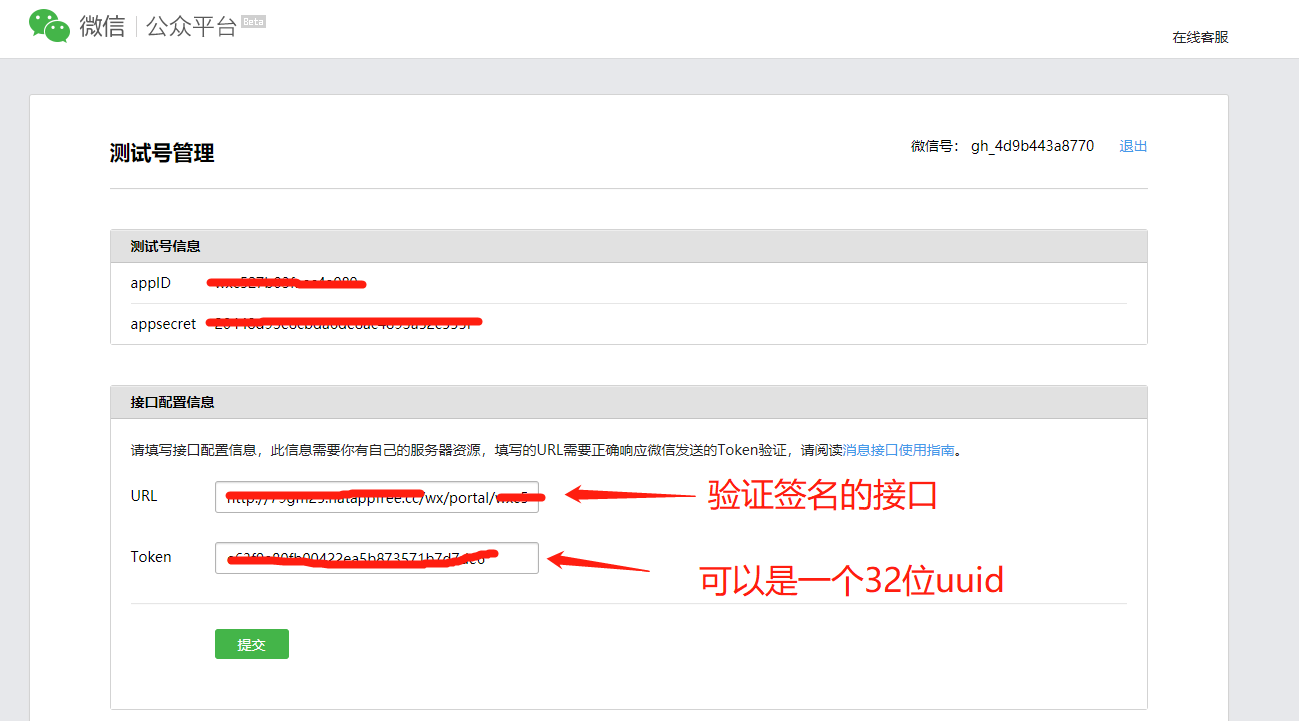 微信 公众平台 Beta
在线客服
测试号管理
微信号： gh_4d9b443a8770 退出
测试号信息
appID
appsecret
接口配置信息
请填写接口配置信息，此信息需要你有自己的服务器资源，填写的URL需要正确响应微信发送的Token验证，请阅读消息接口使用指南。
URL /wx/portal/ 验证签名的接口
Token
可以是一个32位uuid
提交